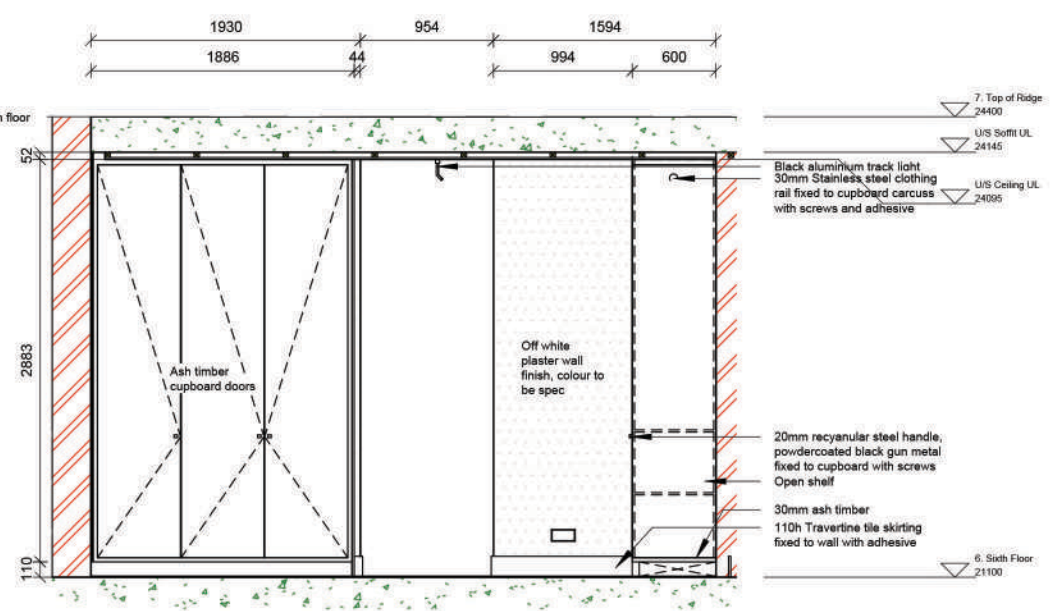 1930
954
1594
1886
44
994
600
7. Top of Ridge
24400
floor
U/S Soffit UL
24145
52
Black aluminium track light
30mm Stainless steel clothing
rail fixed to cupboard carcuss
with screws and adhesive
U/S Ceiling UL
24095
2883
Off white
plaster wall
finish, colour to
be spec
Ash timber
cupboard doors
20mm recyanular steel handle,
powdercoated black gun metal
fixed to cupboard with screws
Open shelf
30mm ash timber
110h Travertine tile skirting
fixed to wall with adhesive
110
6. Sixth Floor
21100